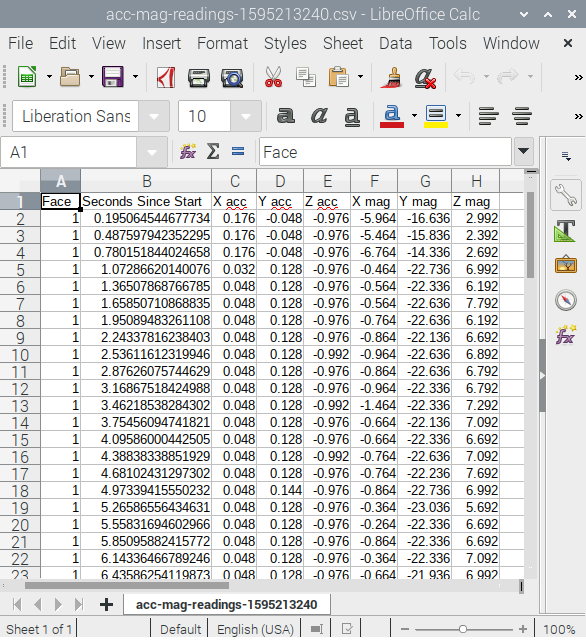 acc-mag-readings-1595213240.csv - LibreOffice Calc
File Edit View Insert Format Styles Sheet Data Tools Window
Liberation Sans 10 a a a a
A1 fx Σ = Face
A B C D E F G H
1 Face Seconds Since Start X acc Y acc Z acc X mag Y mag Z mag
2 1 0.195064544677734 0.176 -0.048 -0.976 -5.964 -16.636 2.992
3 1 0.487597942352295 0.176 -0.048 -0.976 -5.464 -15.836 2.392
4 1 0.780151844024658 0.176 -0.048 -0.976 -6.764 -14.336 2.692
5 1 1.07286620140076 0.032 0.128 -0.976 -0.464 -22.736 6.992
6 1 1.36507868766785 0.048 0.128 -0.976 -0.564 -22.336 6.192
7 1 1.65850710868835 0.048 0.128 -0.976 -0.564 -22.636 7.792
8 1 1.95089483261108 0.048 0.128 -0.976 -0.764 -22.636 6.192
9 1 2.24337816238403 0.048 0.128 -0.976 -0.864 -22.136 6.692
10 1 2.53611612319946 0.048 0.128 -0.992 -0.964 -22.636 6.892
11 1 2.87626075744629 0.048 0.128 -0.976 -0.864 -22.636 6.792
12 1 3.16867518424988 0.048 0.128 -0.976 -0.964 -22.336 6.792
13 1 3.46218538284302 0.048 0.128 -0.992 -1.464 -22.336 7.292
14 1 3.75456094741821 0.048 0.128 -0.976 -0.664 -22.136 7.092
15 1 4.09586000442505 0.048 0.128 -0.976 -0.664 -22.336 6.692
16 1 4.38838338851929 0.048 0.128 -0.992 -0.764 -22.636 7.092
17 1 4.68102431297302 0.048 0.128 -0.976 -0.764 -22.236 7.692
18 1 4.97339415550232 0.048 0.144 -0.976 -0.864 -22.736 6.992
19 1 5.26586556434631 0.048 0.128 -0.976 -0.364 -23.036 5.692
20 1 5.55831694602966 0.048 0.128 -0.976 -0.264 -22.336 6.692
21 1 5.85095882415772 0.048 0.128 -0.976 -0.864 -22.336 6.692
22 1 6.14336466789246 0.048 0.128 -0.976 -0.364 -22.336 7.092
23 1 6.43586254119873 0.048 0.128 -0.976 -0.664 -21.936 6.992
acc-mag-readings-1595213240
Sheet 1 of 1 Default English (USA) 100%